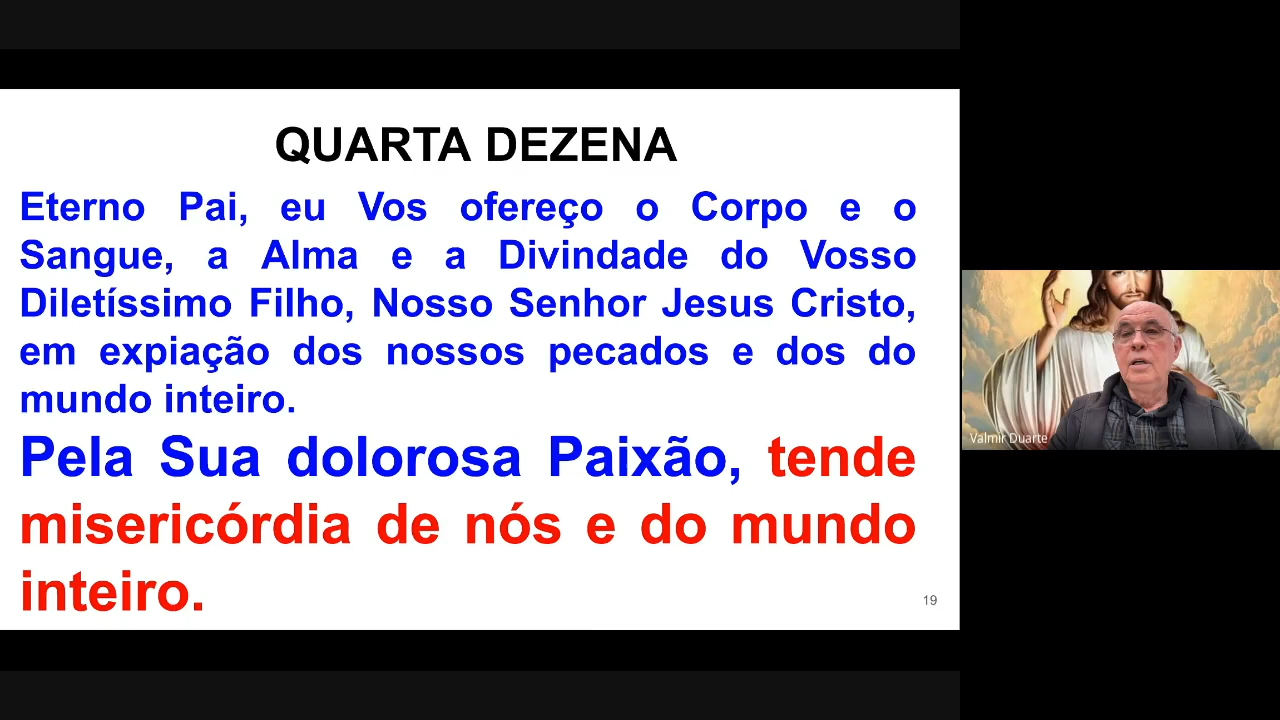 QUARTA DEZENA
Eterno Pai, eu Vos ofereço o Corpo e o
Sangue, a Alma e a Divindade do Vosso
Diletíssimo Filho, Nosso Senhor Jesus Cristo,
em expiação dos nossos pecados e dos do
mundo inteiro.
Pela Sua dolorosa Paixão, tende
misericórdia de nós e do mundo
inteiro.
19
Valmir Duarte